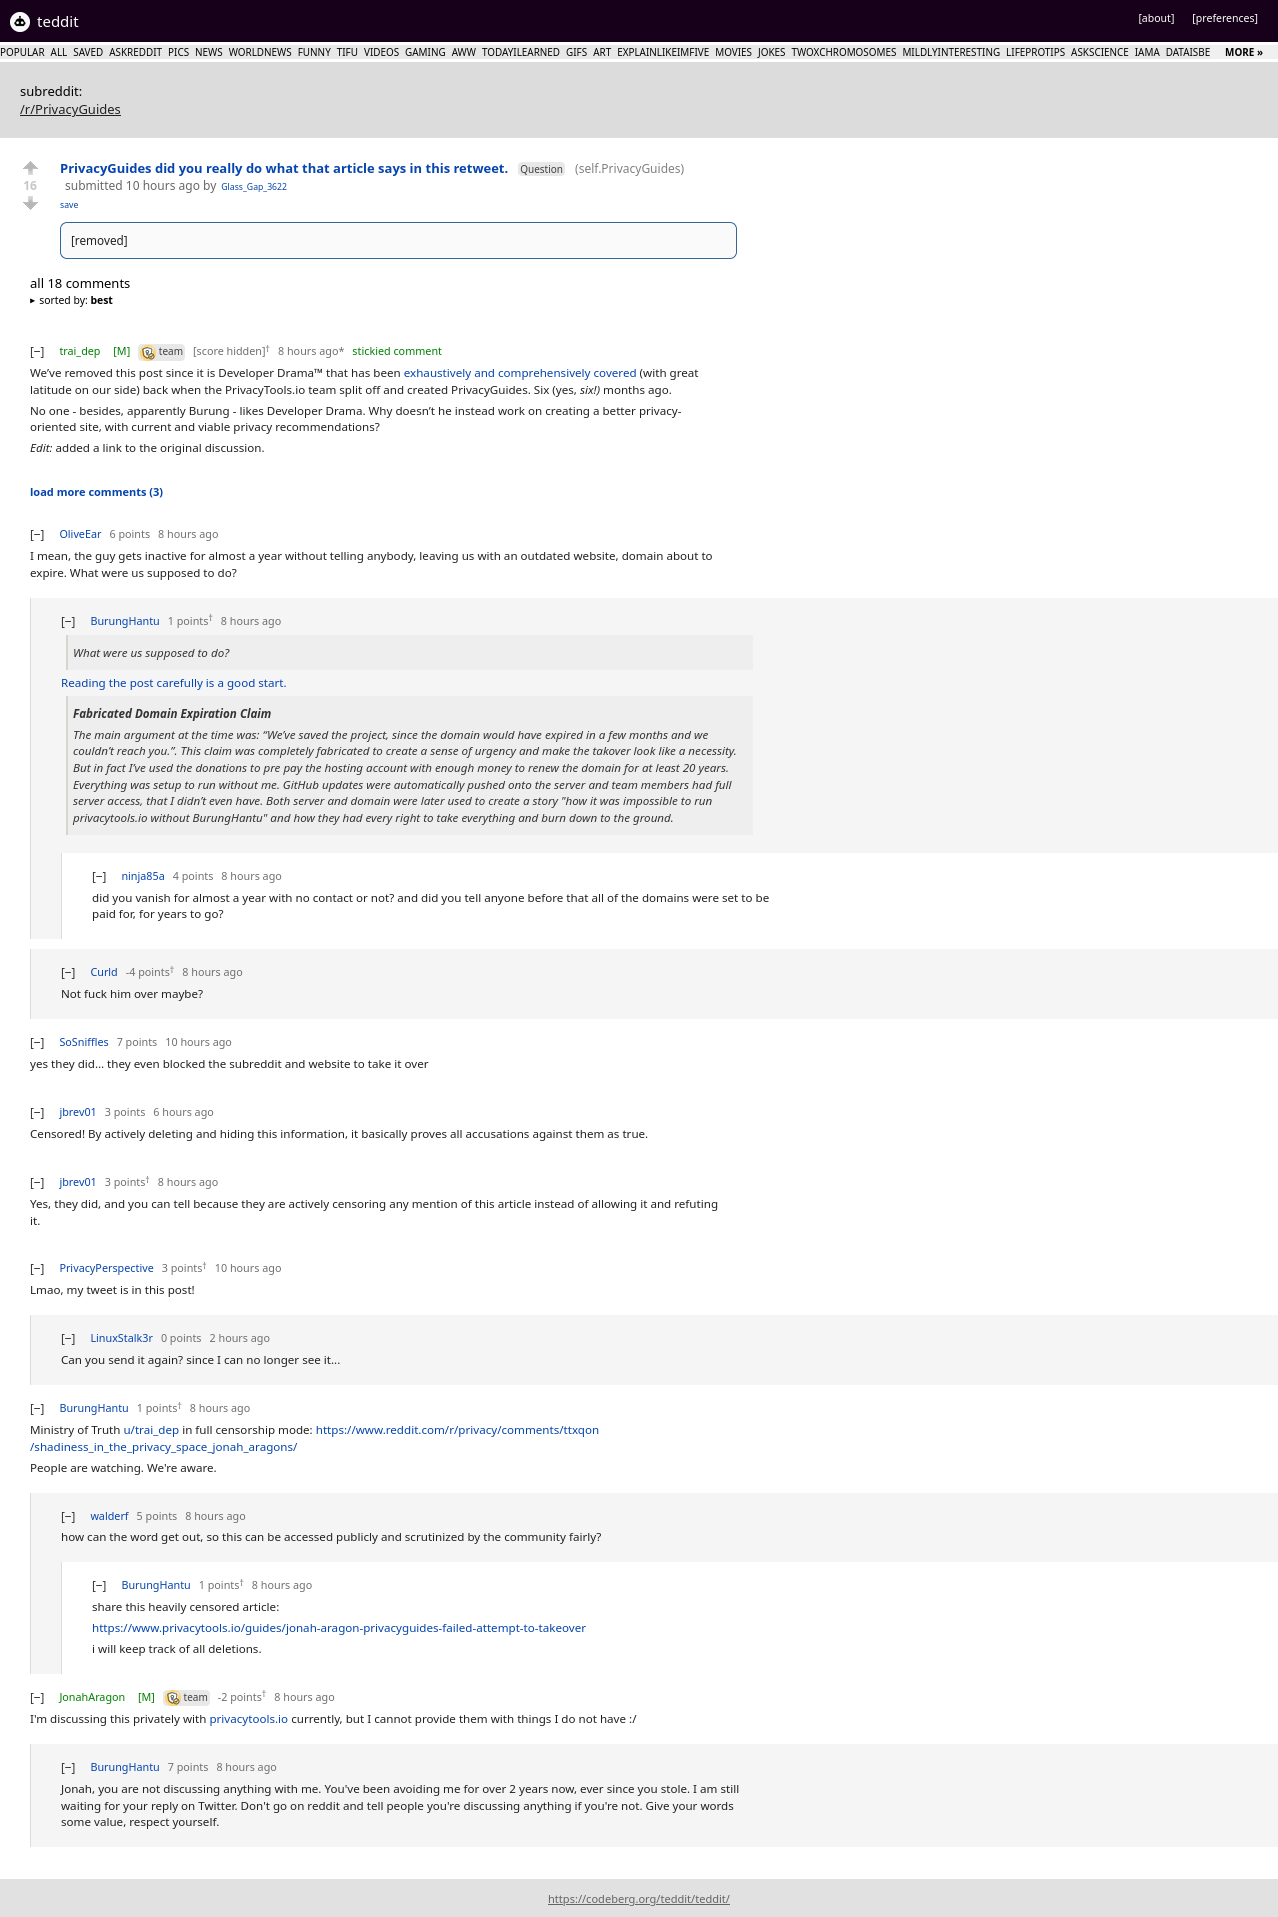 teddit
[about] [preferences]
POPULAR ALL SAVED ASKREDDIT PICS NEWS WORLDNEWS FUNNY TIFU VIDEOS GAMING AWW TODAYILEARNED GIFS ART EXPLAINLIKEIMFIVE MOVIES JOKES TWOXCHROMOSOMES MILDLYINTERESTING LIFEPROTIPS ASKSCIENCE IAMA DATAISBE MORE »
subreddit:
/r/PrivacyGuides
PrivacyGuides did you really do what that article says in this retweet. Question (self.PrivacyGuides)
16 submitted 10 hours ago by Glass_Gap_3622
save
[removed]
all 18 comments
▸ sorted by: best
[–] trai_dep [M] team [score hidden]† 8 hours ago* stickied comment
We’ve removed this post since it is Developer Drama™ that has been exhaustively and comprehensively covered (with great
latitude on our side) back when the PrivacyTools.io team split off and created PrivacyGuides. Six (yes, six!) months ago.
No one - besides, apparently Burung - likes Developer Drama. Why doesn’t he instead work on creating a better privacy-
oriented site, with current and viable privacy recommendations?
Edit: added a link to the original discussion.
load more comments (3)
[–] OliveEar 6 points 8 hours ago
I mean, the guy gets inactive for almost a year without telling anybody, leaving us with an outdated website, domain about to
expire. What were us supposed to do?
[–] BurungHantu 1 points† 8 hours ago
What were us supposed to do?
Reading the post carefully is a good start.
Fabricated Domain Expiration Claim
The main argument at the time was: “We’ve saved the project, since the domain would have expired in a few months and we
couldn’t reach you.”. This claim was completely fabricated to create a sense of urgency and make the takover look like a necessity.
But in fact I’ve used the donations to pre pay the hosting account with enough money to renew the domain for at least 20 years.
Everything was setup to run without me. GitHub updates were automatically pushed onto the server and team members had full
server access, that I didn’t even have. Both server and domain were later used to create a story "how it was impossible to run
privacytools.io without BurungHantu" and how they had every right to take everything and burn down to the ground.
[–] ninja85a 4 points 8 hours ago
did you vanish for almost a year with no contact or not? and did you tell anyone before that all of the domains were set to be
paid for, for years to go?
[–] Curld -4 points† 8 hours ago
Not fuck him over maybe?
[–] SoSniffles 7 points 10 hours ago
yes they did... they even blocked the subreddit and website to take it over
[–] jbrev01 3 points 6 hours ago
Censored! By actively deleting and hiding this information, it basically proves all accusations against them as true.
[–] jbrev01 3 points† 8 hours ago
Yes, they did, and you can tell because they are actively censoring any mention of this article instead of allowing it and refuting
it.
[–] PrivacyPerspective 3 points† 10 hours ago
Lmao, my tweet is in this post!
[–] LinuxStalk3r 0 points 2 hours ago
Can you send it again? since I can no longer see it...
[–] BurungHantu 1 points† 8 hours ago
Ministry of Truth u/trai_dep in full censorship mode: https://www.reddit.com/r/privacy/comments/ttxqon
/shadiness_in_the_privacy_space_jonah_aragons/
People are watching. We're aware.
[–] walderf 5 points 8 hours ago
how can the word get out, so this can be accessed publicly and scrutinized by the community fairly?
[–] BurungHantu 1 points† 8 hours ago
share this heavily censored article:
https://www.privacytools.io/guides/jonah-aragon-privacyguides-failed-attempt-to-takeover
i will keep track of all deletions.
[–] JonahAragon [M] team -2 points† 8 hours ago
I'm discussing this privately with privacytools.io currently, but I cannot provide them with things I do not have :/
[–] BurungHantu 7 points 8 hours ago
Jonah, you are not discussing anything with me. You've been avoiding me for over 2 years now, ever since you stole. I am still
waiting for your reply on Twitter. Don't go on reddit and tell people you're discussing anything if you're not. Give your words
some value, respect yourself.
https://codeberg.org/teddit/teddit/